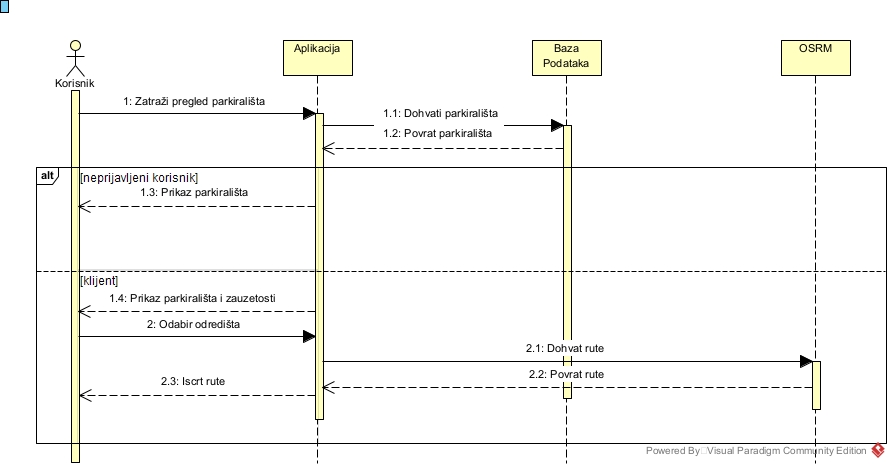 Korisnik
Aplikacija
Baza
Podataka
OSRM
1: Zatraži pregled parkirališta
1.1: Dohvati parkirališta
1.2: Povrat parkirališta
alt
[neprijavljeni korisnik]
1.3: Prikaz parkirališta
[klijent]
1.4: Prikaz parkirališta i zauzetosti
2: Odabir odredišta
2.1: Dohvat rute
2.2: Povrat rute
2.3: Iscrt rute
Powered By Visual Paradigm Community Edition